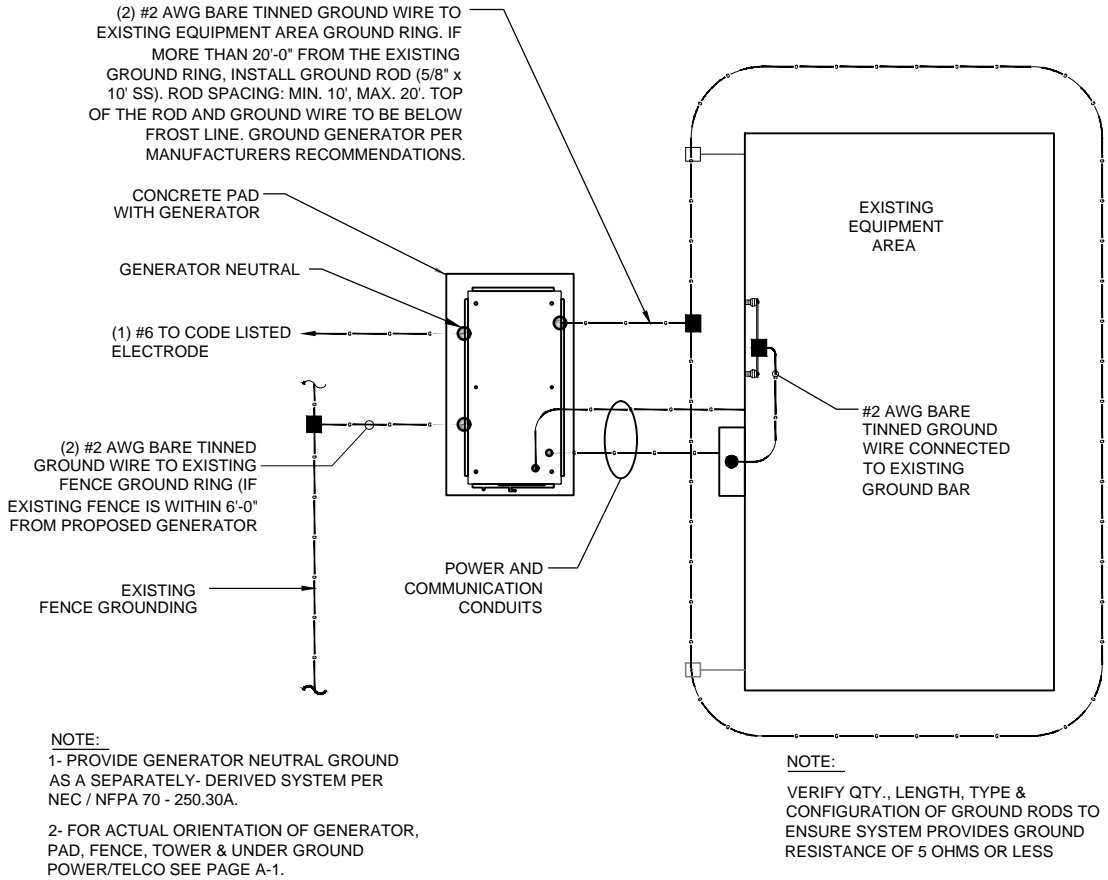 (2) #2 AWG BARE TINNED GROUND WIRE TO
EXISTING EQUIPMENT AREA GROUND RING. IF
MORE THAN 20'-0" FROM THE EXISTING
GROUND RING, INSTALL GROUND ROD (5/8" x
10' SS). ROD SPACING: MIN. 10', MAX. 20'. TOP
OF THE ROD AND GROUND WIRE TO BE BELOW
FROST LINE. GROUND GENERATOR PER
MANUFACTURERS RECOMMENDATIONS.
CONCRETE PAD
WITH GENERATOR
GENERATOR NEUTRAL
(1) #6 TO CODE LISTED
ELECTRODE
(2) #2 AWG BARE TINNED
GROUND WIRE TO EXISTING
FENCE GROUND RING (IF
EXISTING FENCE IS WITHIN 6'-0"
FROM PROPOSED GENERATOR
EXISTING
FENCE GROUNDING
POWER AND
COMMUNICATION
CONDUITS
EXISTING
EQUIPMENT
AREA
#2 AWG BARE
TINNED GROUND
WIRE CONNECTED
TO EXISTING
GROUND BAR
NOTE:
1- PROVIDE GENERATOR NEUTRAL GROUND
AS A SEPARATELY- DERIVED SYSTEM PER
NEC / NFPA 70 - 250.30A.
2- FOR ACTUAL ORIENTATION OF GENERATOR,
PAD, FENCE, TOWER & UNDER GROUND
POWER/TELCO SEE PAGE A-1.
NOTE:
VERIFY QTY., LENGTH, TYPE &
CONFIGURATION OF GROUND RODS TO
ENSURE SYSTEM PROVIDES GROUND
RESISTANCE OF 5 OHMS OR LESS